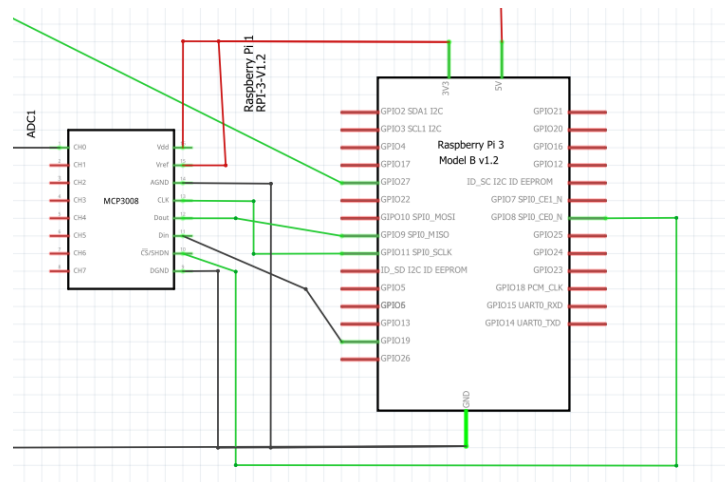 Raspberry Pi 1
RPI-3-V1.2
ADC1
MCP3008
CH0
CH1
CH2
CH3
CH4
CH5
CH6
CH7
Vdd
Vref
AGND
CLK
Dout
Din
CS/SHDN
DGND
14
3V3
5V
Raspberry Pi 3
Model B v1.2
GPIO2 SDA1 I2C
GPIO3 SCL1 I2C
GPIO4
GPIO17
GPIO27
GPIO22
GPIO10 SPI0_MOSI
GPIO9 SPI0_MISO
GPIO11 SPI0_SCLK
ID_SD I2C ID EEPROM
GPIO5
GPIO6
GPIO13
GPIO19
GPIO26
GPIO21
GPIO20
GPIO16
GPIO12
ID_SC I2C ID EEPROM
GPIO7 SPI0_CE1_N
GPIO8 SPI0_CE0_N
GPIO25
GPIO24
GPIO23
GPIO18 PCM_CLK
GPIO15 UART0_RXD
GPIO14 UART0_TXD
GND